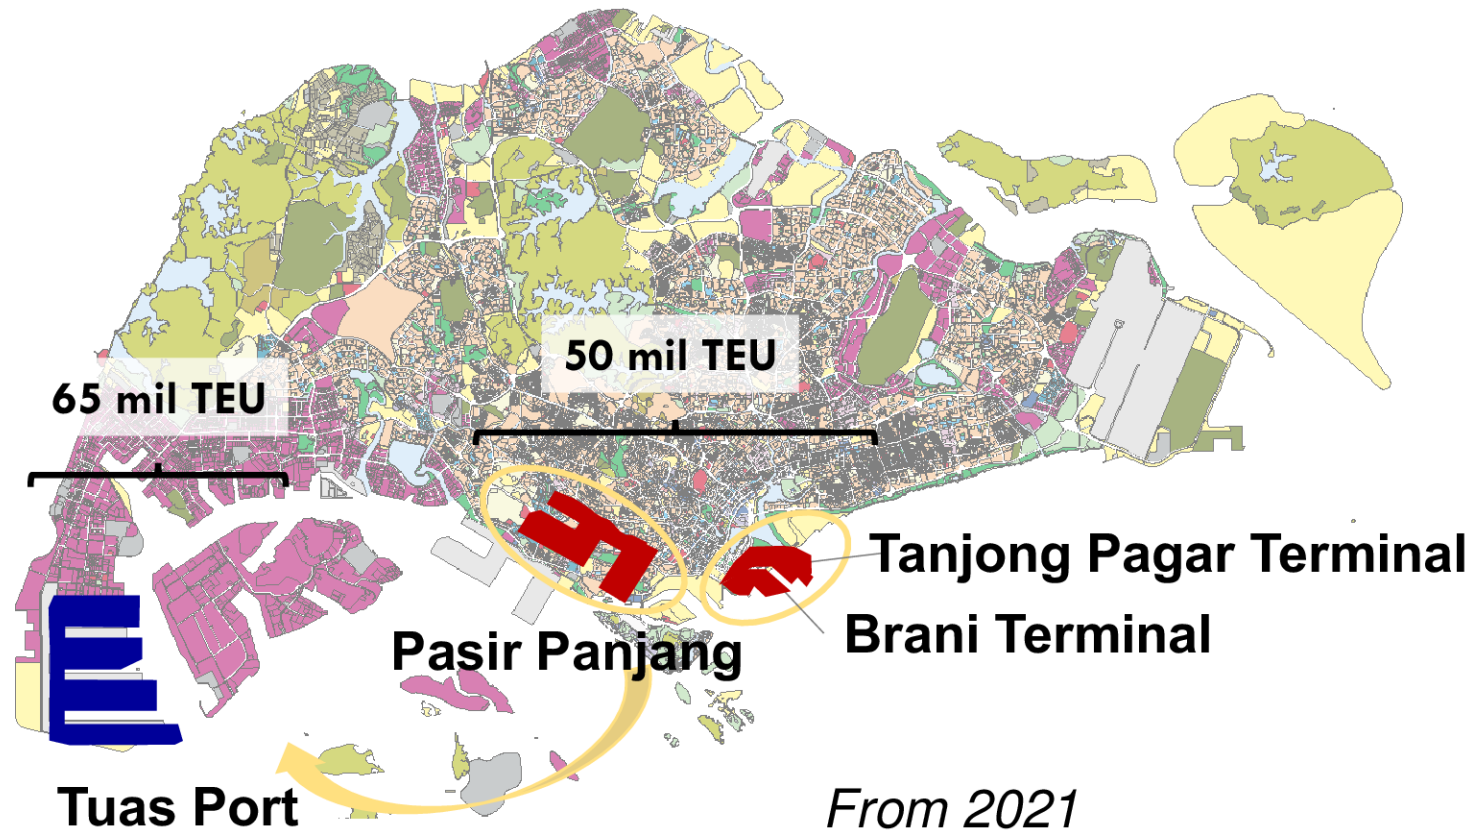 50 mil TEU
65 mil TEU
Tanjong Pagar Terminal
Brani Terminal
Pasir Panjang
Tuas Port
From 2021